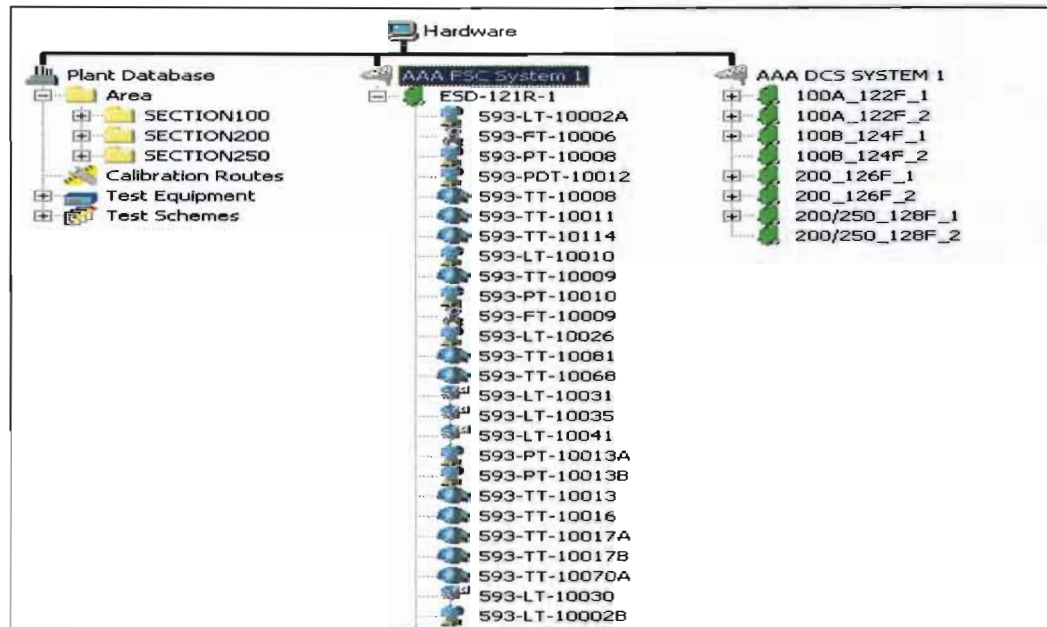 Hardware
Plant Database
Area
SECTION100
SECTION200
SECTION250
Calibration Routes
Test Equipment
Test Schemes
AAA FSC System 1
ESD-121R-1
593-LT-10002A
593-FT-10006
593-PT-10008
593-PDT-10012
593-TT-10008
593-TT-10011
593-TT-10114
593-LT-10010
593-TT-10009
593-PT-10010
593-FT-10009
593-LT-10026
593-TT-10081
593-TT-10068
593-LT-10031
593-LT-10035
593-LT-10041
593-PT-10013A
593-PT-10013B
593-TT-10013
593-TT-10016
593-TT-10017A
593-TT-10017B
593-TT-10070A
593-LT-10030
593-LT-10002B
AAA DCS SYSTEM 1
100A_122F_1
100A_122F_2
100B_124F_1
100B_124F_2
200_126F_1
200_126F_2
200/250_128F_1
200/250_128F_2